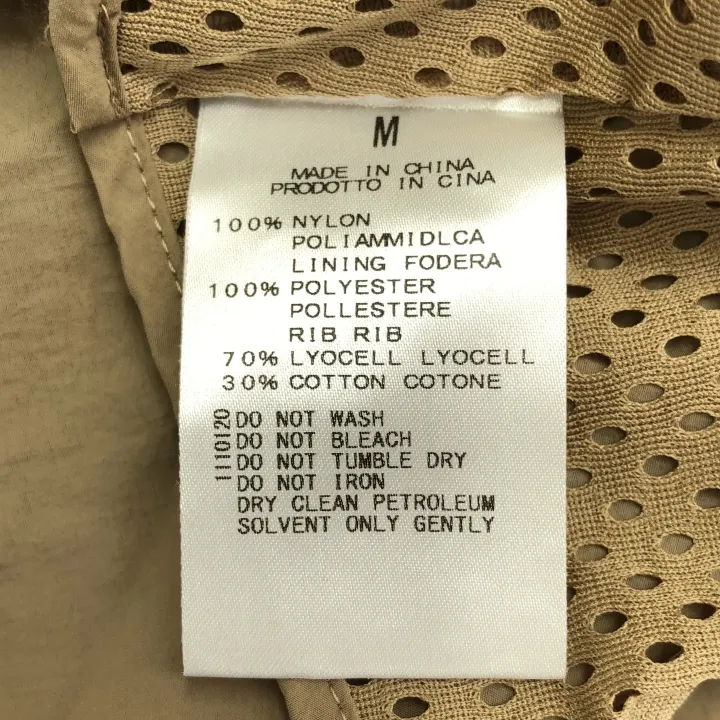 M
MADE IN CHINA
PRODOTTO IN CINA
100% NYLON
POLIAMMIDLCA
LINING FODERA
100% POLYESTER
POLLESTERE
RIB RIB
70% LYOCELL LYOCELL
30% COTTON COTONE
1110120
DO NOT WASH
DO NOT BLEACH
DO NOT TUMBLE DRY
DO NOT IRON
DRY CLEAN PETROLEUM
SOLVENT ONLY GENTLY